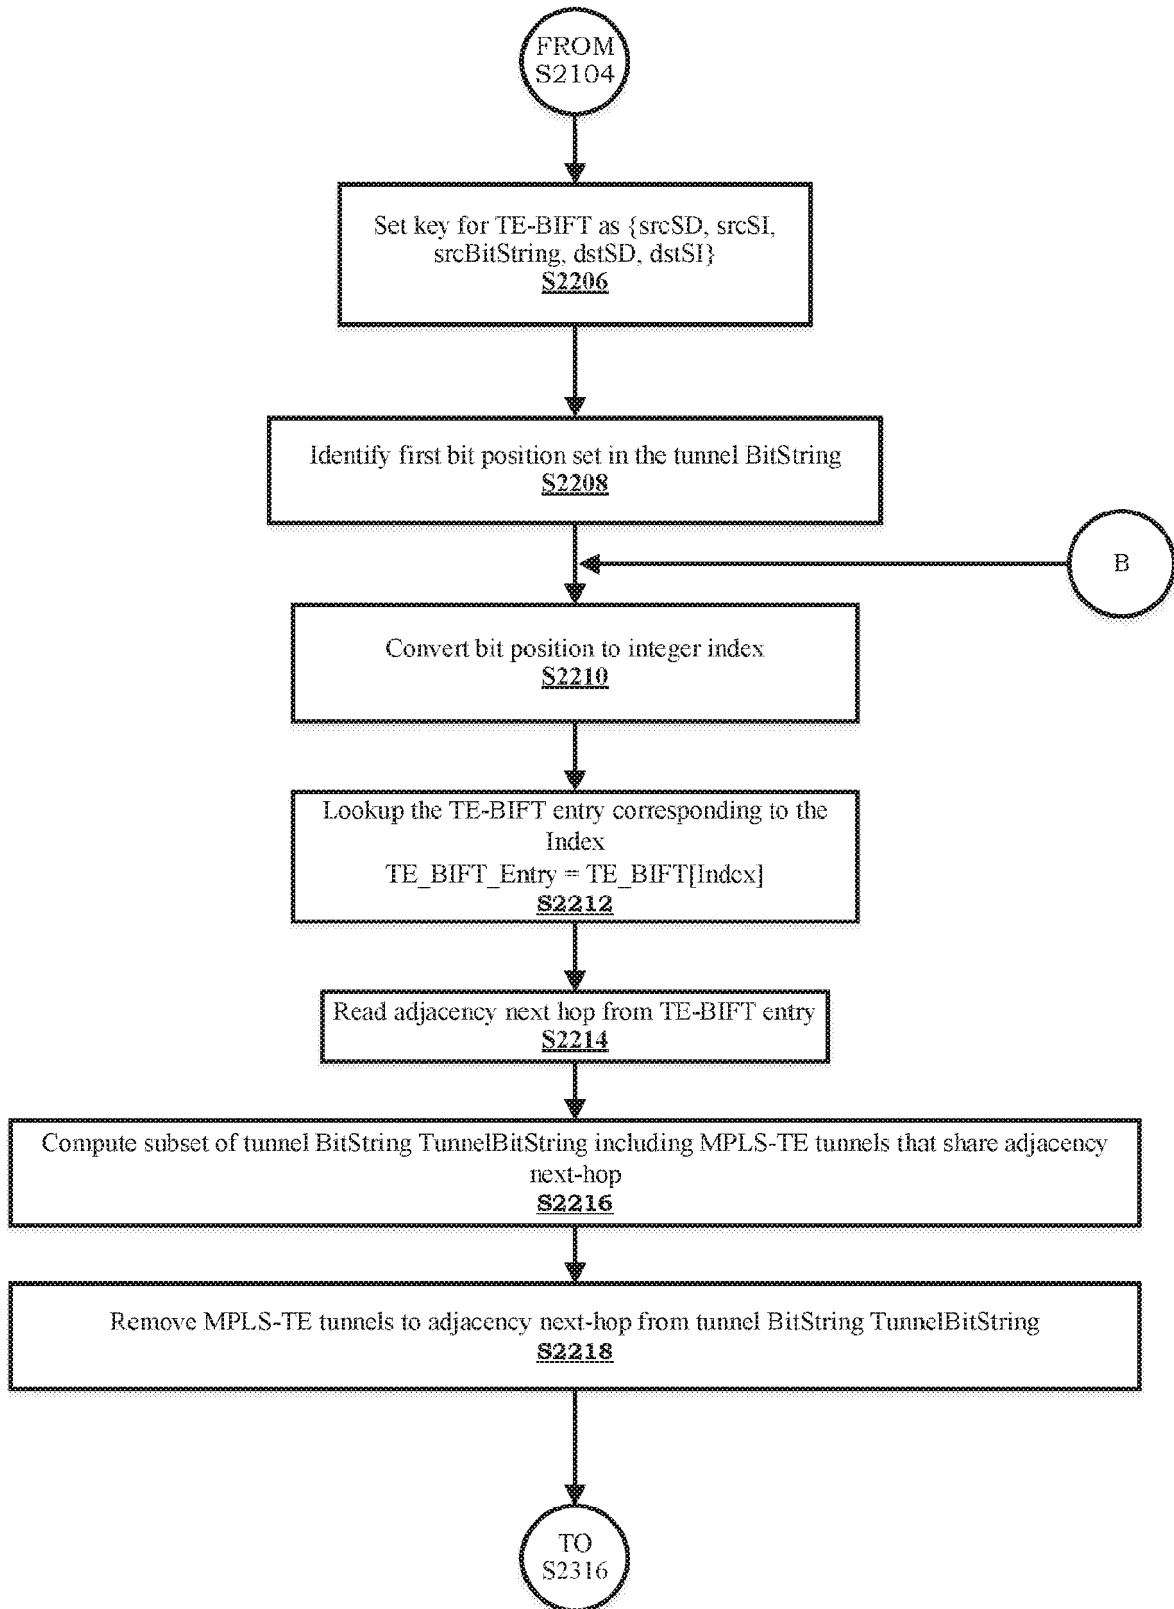 FROM
S2104
Set key for TE-BIFT as {srcSD, srcSI,
srcBitString, dstSD, dstSI}
S2206
Identify first bit position set in the tunnel BitString
S2208
B
Convert bit position to integer index
S2210
Lookup the TE-BIFT entry corresponding to the
Index
TE_BIFT_Entry = TE_BIFT[Index]
S2212
Read adjacency next hop from TE-BIFT entry
S2214
Compute subset of tunnel BitString TunnelBitString including MPLS-TE tunnels that share adjacency
next-hop
S2216
Remove MPLS-TE tunnels to adjacency next-hop from tunnel BitString TunnelBitString
S2218
TO
S2316